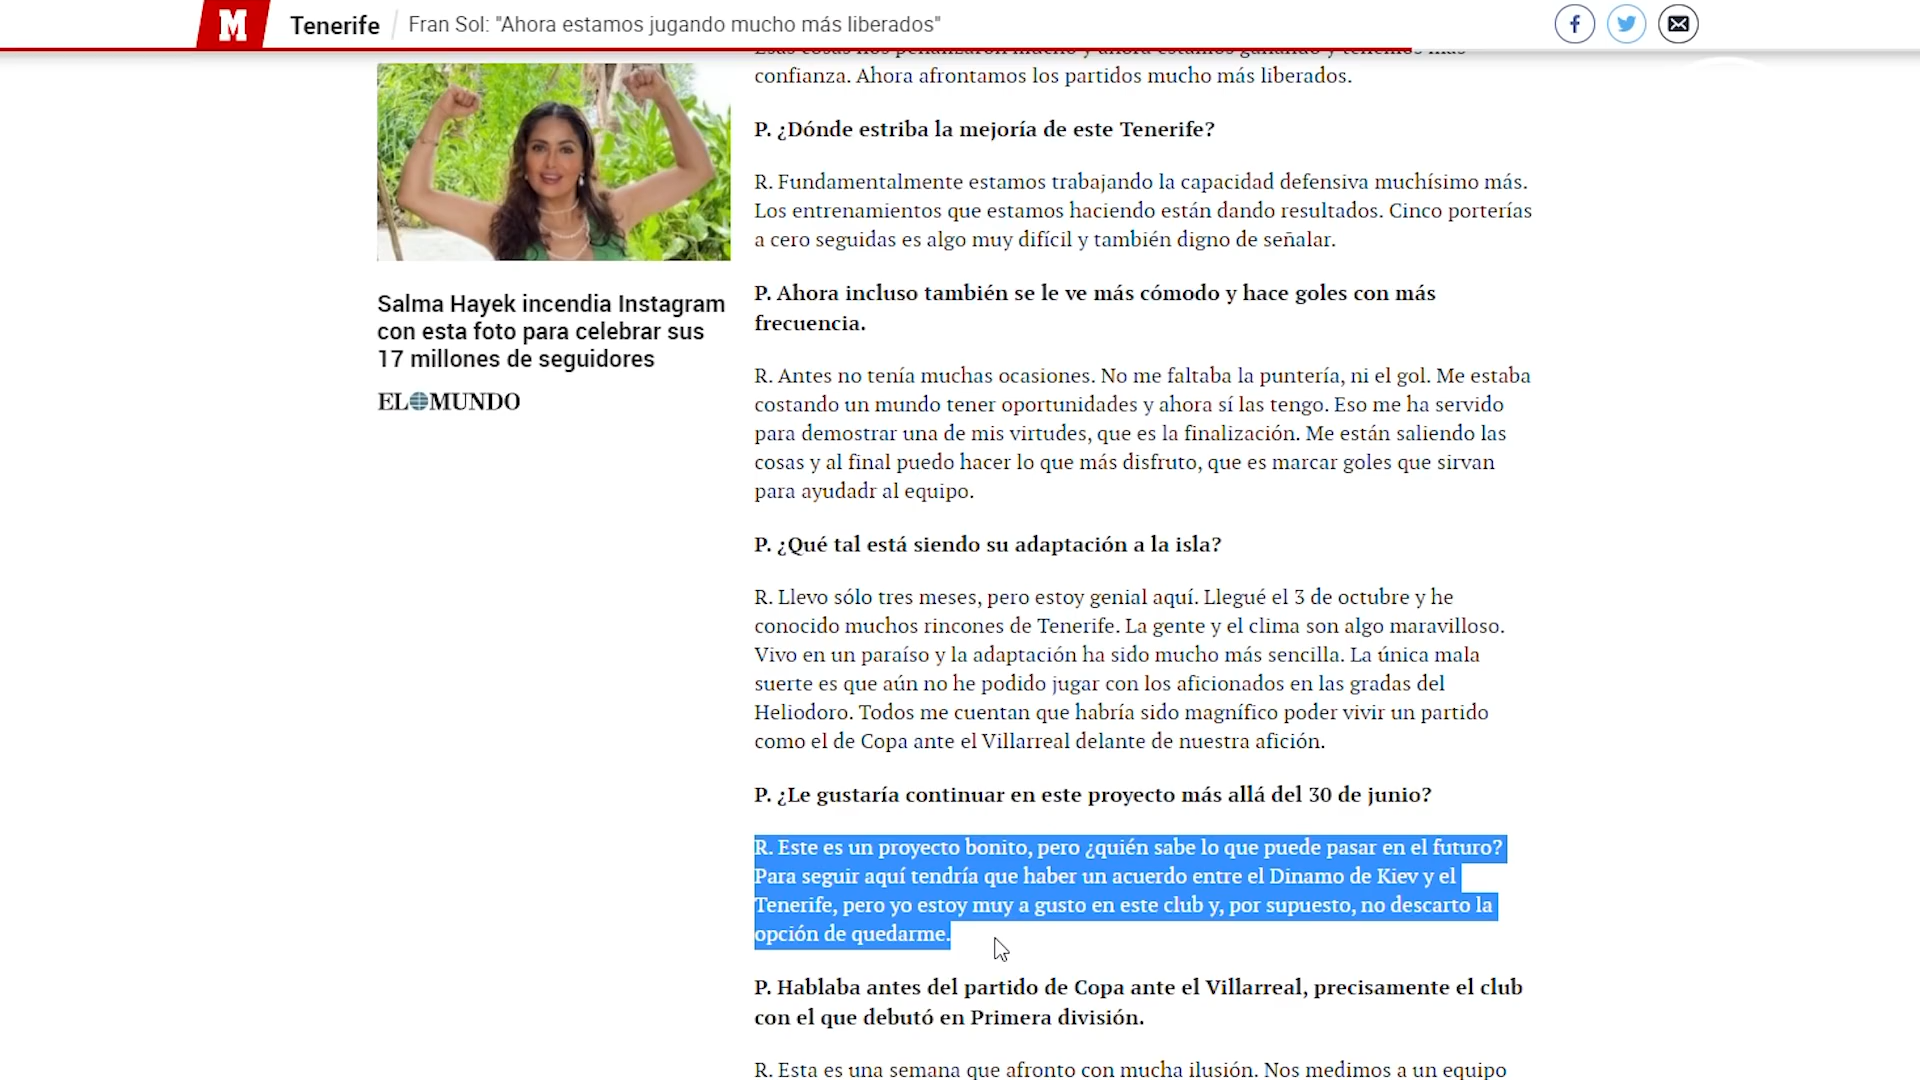 M Tenerife Fran Sol: "Ahora estamos jugando mucho más liberados"
Esas cosas nos penalizaron mucho y ahora estamos ganando y tenemos más
confianza. Ahora afrontamos los partidos mucho más liberados.
P. ¿Dónde estriba la mejoría de este Tenerife?
R. Fundamentalmente estamos trabajando la capacidad defensiva muchísimo más.
Los entrenamientos que estamos haciendo están dando resultados. Cinco porterías
a cero seguidas es algo muy difícil y también digno de señalar.
Salma Hayek incendia Instagram
con esta foto para celebrar sus
17 millones de seguidores
EL MUNDO
P. Ahora incluso también se le ve más cómodo y hace goles con más
frecuencia.
R. Antes no tenía muchas ocasiones. No me faltaba la puntería, ni el gol. Me estaba
costando un mundo tener oportunidades y ahora sí las tengo. Eso me ha servido
para demostrar una de mis virtudes, que es la finalización. Me están saliendo las
cosas y al final puedo hacer lo que más disfruto, que es marcar goles que sirvan
para ayudadr al equipo.
P. ¿Qué tal está siendo su adaptación a la isla?
R. Llevo sólo tres meses, pero estoy genial aquí. Llegué el 3 de octubre y he
conocido muchos rincones de Tenerife. La gente y el clima son algo maravilloso.
Vivo en un paraíso y la adaptación ha sido mucho más sencilla. La única mala
suerte es que aún no he podido jugar con los aficionados en las gradas del
Heliodoro. Todos me cuentan que habría sido magnífico poder vivir un partido
como el de Copa ante el Villarreal delante de nuestra afición.
P. ¿Le gustaría continuar en este proyecto más allá del 30 de junio?
R. Este es un proyecto bonito, pero ¿quién sabe lo que puede pasar en el futuro?
Para seguir aquí tendría que haber un acuerdo entre el Dinamo de Kiev y el
Tenerife, pero yo estoy muy a gusto en este club y, por supuesto, no descarto la
opción de quedarme.
P. Hablaba antes del partido de Copa ante el Villarreal, precisamente el club
con el que debutó en Primera división.
R. Esta es una semana que afronto con mucha ilusión. Nos medimos a un equipo